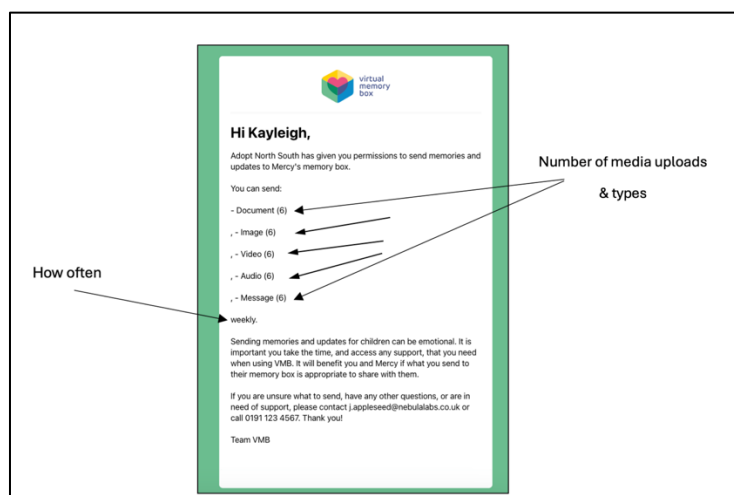 virtual
memory
box
Hi Kayleigh,
Adopt North South has given you permissions to send memories and
updates to Mercy's memory box.
You can send:
- Document (6)
, - Image (6)
, - Video (6)
, - Audio (6)
, - Message (6)
weekly.
Sending memories and updates for children can be emotional. It is
important you take the time, and access any support, that you need
when using VMB. It will benefit you and Mercy if what you send to
their memory box is appropriate to share with them.
If you are unsure what to send, have any other questions, or are in
need of support, please contact j.appleseed@nebulalabs.co.uk or
call 0191 123 4567. Thank you!
Team VMB
Number of media uploads
& types
How often